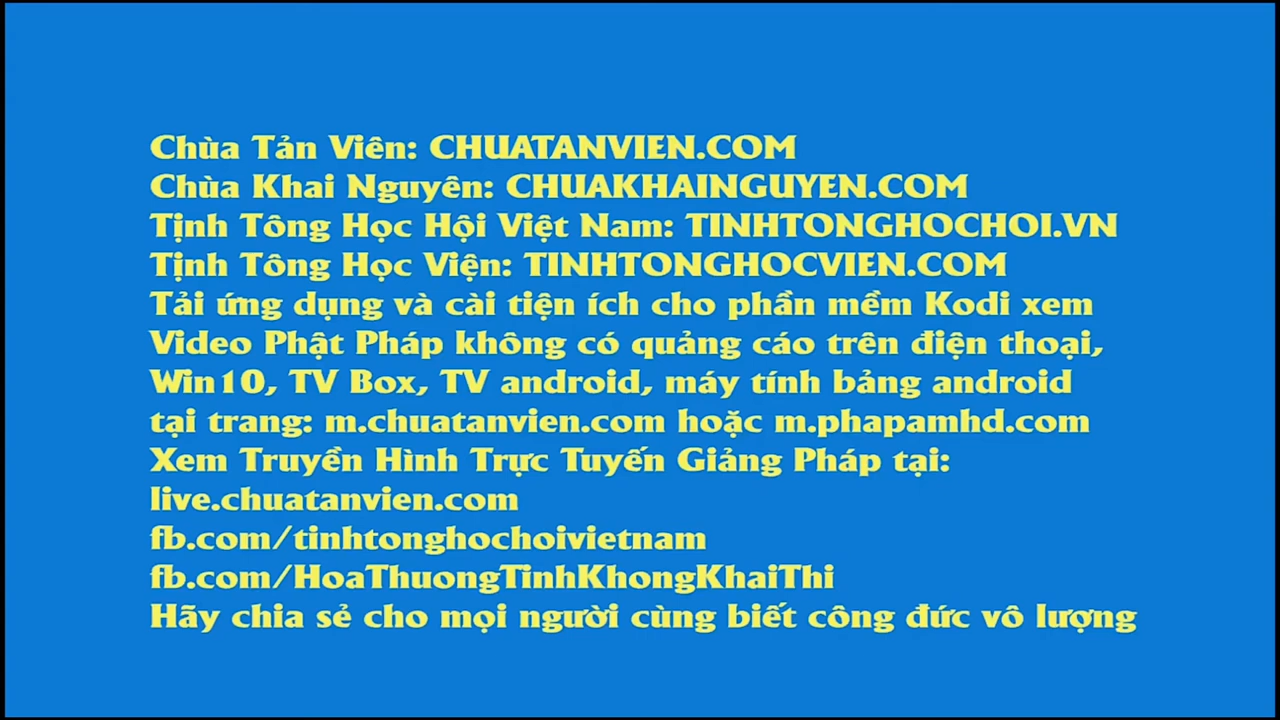 Chùa Tản Viên: CHUATANVIEN.COM
Chùa Khai Nguyên: CHUAKHAINGUYEN.COM
Tịnh Tông Học Hội Việt Nam: TINHTONGHOCHOI.VN
Tịnh Tông Học Viện: TINHTONGHOCVIEN.COM
Tải ứng dụng và cài tiện ích cho phần mềm Kodi xem
Video Phật Pháp không có quảng cáo trên điện thoại,
Win10, TV Box, TV android, máy tính bảng android
tại trang: m.chuatanvien.com hoặc m.phapamhd.com
Xem Truyền Hình Trực Tuyến Giảng Pháp tại:
live.chuatanvien.com
fb.com/tinhtonghochoivietnam
fb.com/HoaThuongTinhKhongKhaiThi
Hãy chia sẻ cho mọi người cùng biết công đức vô lượng